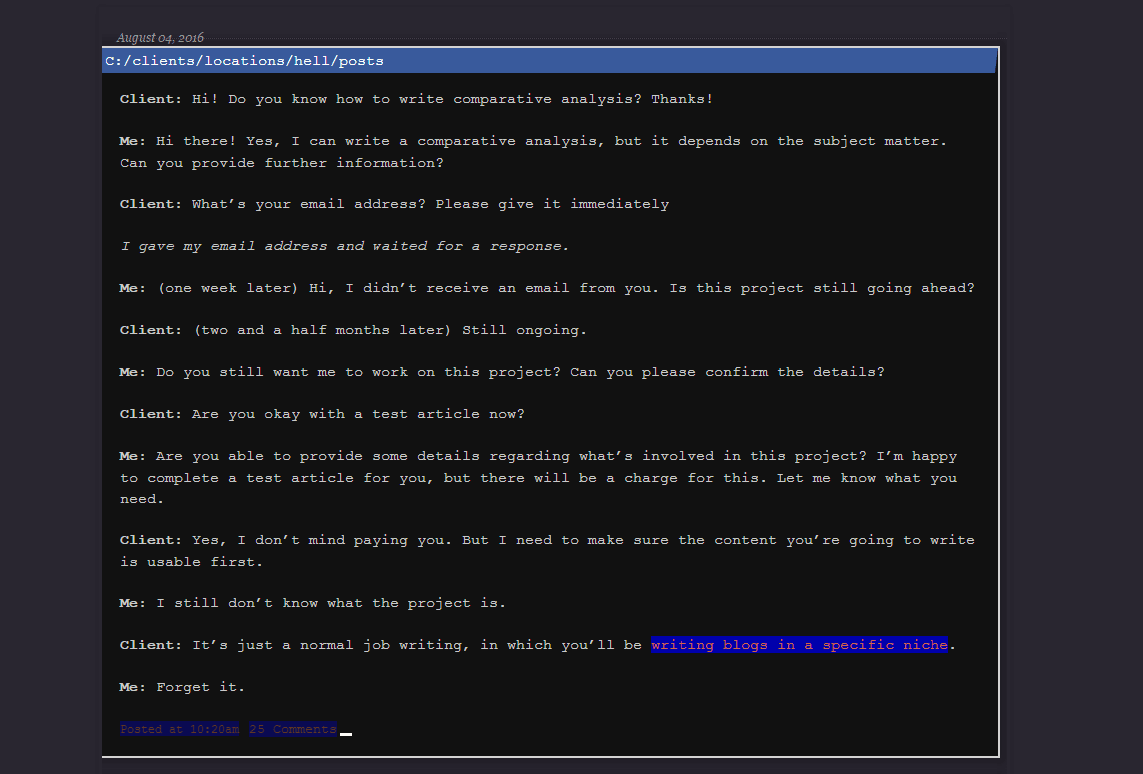 August 04, 2016
C:/clients/locations/hell/posts
Client: Hi! Do you know how to write comparative analysis? Thanks!
Me: Hi there! Yes, I can write a comparative analysis, but it depends on the subject matter.
Can you provide further information?
Client: What’s your email address? Please give it immediately
I gave my email address and waited for a response.
Me: (one week later) Hi, I didn’t receive an email from you. Is this project still going ahead?
Client: (two and a half months later) Still ongoing.
Me: Do you still want me to work on this project? Can you please confirm the details?
Client: Are you okay with a test article now?
Me: Are you able to provide some details regarding what’s involved in this project? I’m happy
to complete a test article for you, but there will be a charge for this. Let me know what you
need.
Client: Yes, I don’t mind paying you. But I need to make sure the content you’re going to write
is usable first.
Me: I still don’t know what the project is.
Client: It’s just a normal job writing, in which you’ll be writing blogs in a specific niche.
Me: Forget it.
Posted at 10:20am 25 Comments